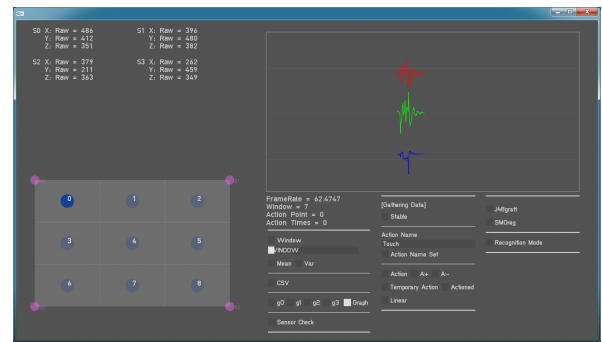 S0 X: Raw = 486
Y: Raw = 412
Z: Raw = 351
S1 X: Raw = 396
Y: Raw = 480
Z: Raw = 382
S2 X: Raw = 379
Y: Raw = 211
Z: Raw = 363
S3 X: Raw = 262
Y: Raw = 459
Z: Raw = 349
0
1
2
3
4
5
6
7
8
FrameRate = 62.4747
Window = 7
Action Point = 0
Action Times = 0
Window
WINDOW
Mean Var
CSV
g0 g1 g2 g3 Graph
Sensor Check
[Gathering Data]
Stable
Action Name
Touch
Action Name Set
Action A+ A-
Temporary Action Actioned
Linear
JABgraft
SMOreg
Recognition Mode